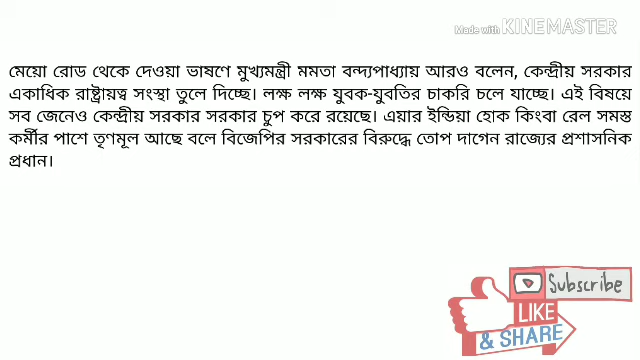 Made with KINEMASTER
মেয়ো রোড থেকে দেওয়া ভাষণে মুখ্যমন্ত্রী মমতা বন্দ্যপাধ্যায় আরও বলেন, কেন্দ্রীয় সরকার
একাধিক রাষ্ট্রায়ত্ব সংস্থা তুলে দিচ্ছে। লক্ষ লক্ষ যুবক-যুবতির চাকরি চলে যাচ্ছে। এই বিষয়ে
সব জেনেও কেন্দ্রীয় সরকার সরকার চুপ করে রয়েছে। এয়ার ইন্ডিয়া হোক কিংবা রেল সমস্ত
কর্মীর পাশে তৃণমূল আছে বলে বিজেপির সরকারের বিরুদ্ধে তোপ দাগেন রাজ্যের প্রশাসনিক
প্রধান।
Subscribe
LIKE
& SHARE